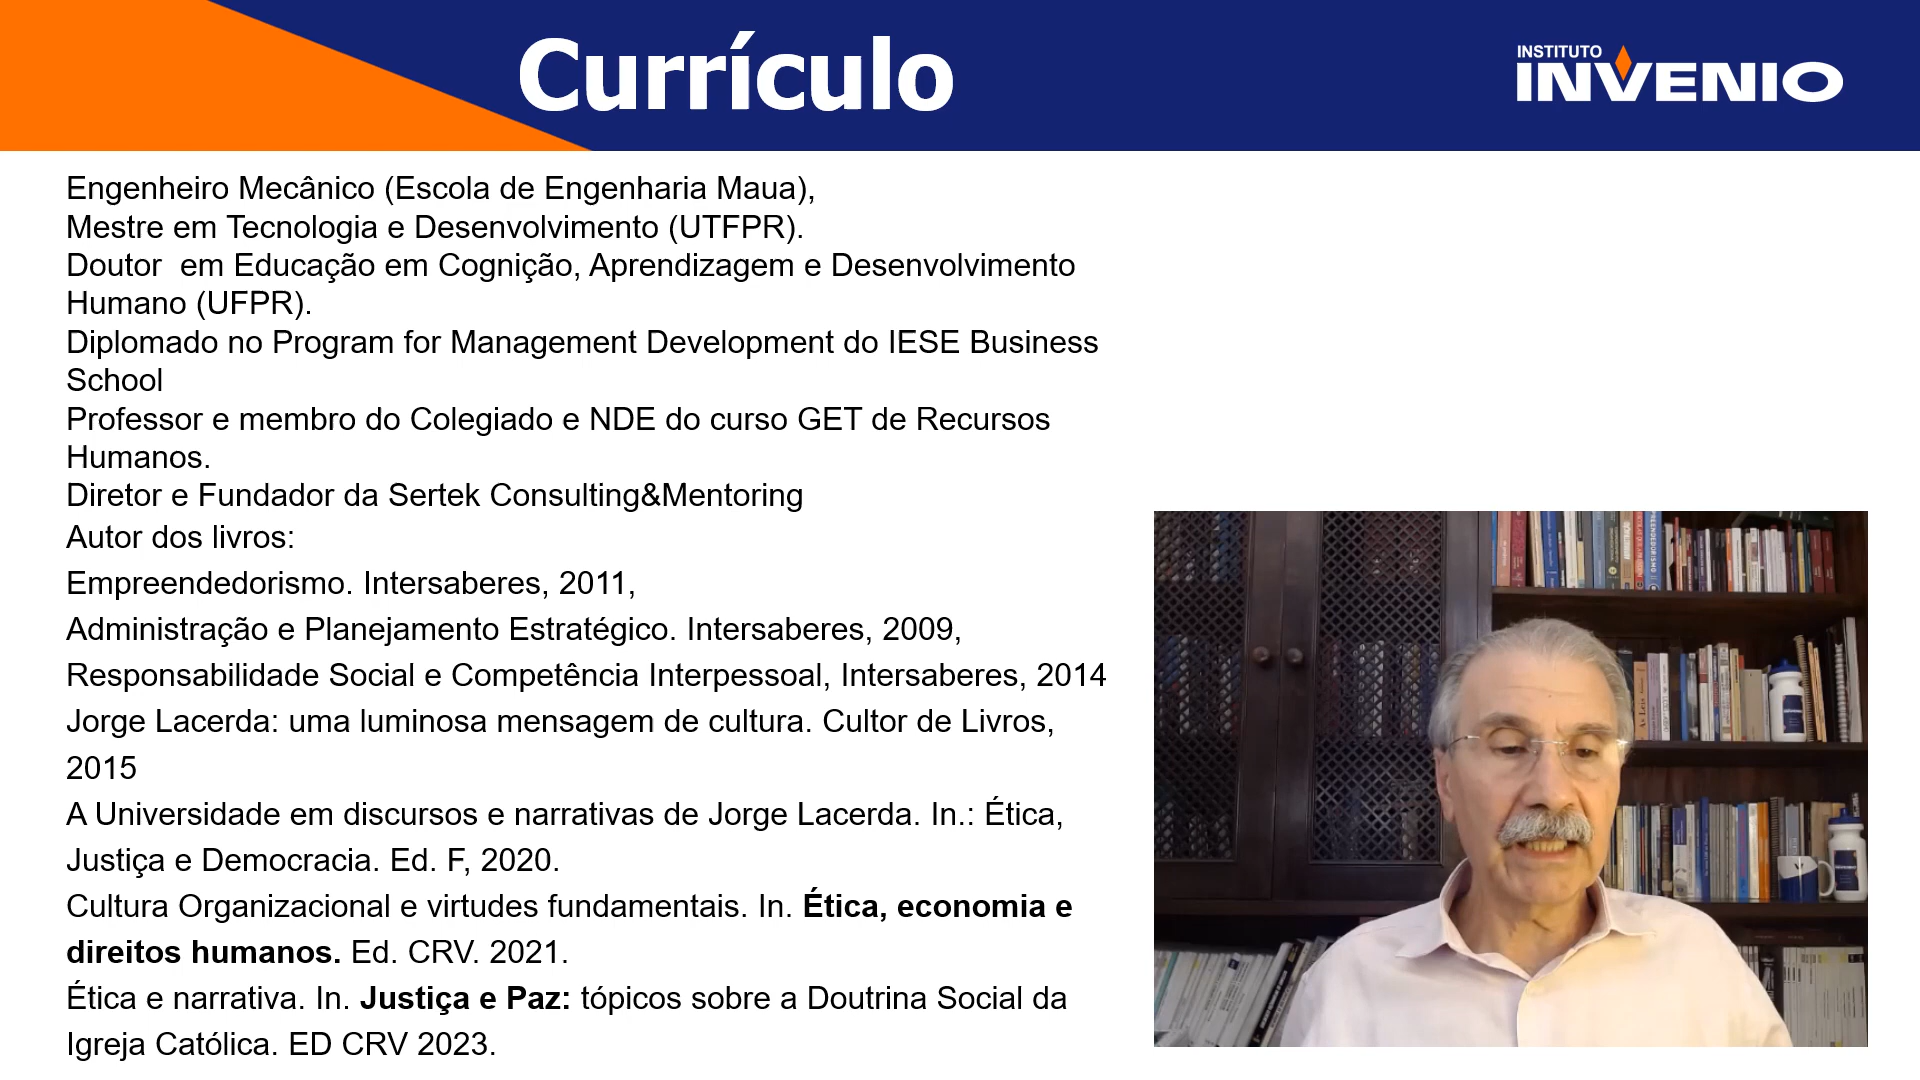 Currículo
INSTITUTO
INVENIO
Engenheiro Mecânico (Escola de Engenharia Maua),
Mestre em Tecnologia e Desenvolvimento (UTFPR).
Doutor  em Educação em Cognição, Aprendizagem e Desenvolvimento
Humano (UFPR).
Diplomado no Program for Management Development do IESE Business
School
Professor e membro do Colegiado e NDE do curso GET de Recursos
Humanos.
Diretor e Fundador da Sertek Consulting&Mentoring
Autor dos livros:
Empreendedorismo. Intersaberes, 2011,
Administração e Planejamento Estratégico. Intersaberes, 2009,
Responsabilidade Social e Competência Interpessoal, Intersaberes, 2014
Jorge Lacerda: uma luminosa mensagem de cultura. Cultor de Livros,
2015
A Universidade em discursos e narrativas de Jorge Lacerda. In.: Ética,
Justiça e Democracia. Ed. F, 2020.
Cultura Organizacional e virtudes fundamentais. In. Ética, economia e
direitos humanos. Ed. CRV. 2021.
Ética e narrativa. In. Justiça e Paz: tópicos sobre a Doutrina Social da
Igreja Católica. ED CRV 2023.